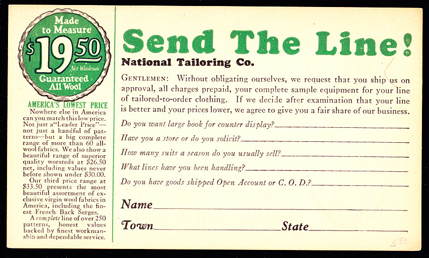 Made
to Measure
$19.50
Net Wholesale
Guaranteed
All Wool
AMERICA'S LOWEST PRICE
Nowhere else in America
can you match this low price.
Not just a "Leader Price"—
not just a handful of pat-
terns—but a big complete
range of more than 60 all-
wool fabrics. We also show a
beautiful range of superior
quality worsteds at $26.50
net, including values never
before shown under $30.00.
Our third price range at
$33.50 presents the most
beautiful assortment of ex-
clusive virgin wool fabrics in
America, including the fin-
est French Back Serges.
A complete line of over 250
patterns, honest values
backed by finest workman-
ship and dependable service.
Send The Line!
National Tailoring Co.
GENTLEMEN: Without obligating ourselves, we request that you ship us on
approval, all charges prepaid, your complete sample equipment for your line
of tailored-to-order clothing. If we decide after examination that your line
is better and your prices lower, we agree to give you a fair share of our business.
Do you want large book for counter display?
Have you a store or do you solicit?
How many suits a season do you usually sell?
What lines have you been handling?
Do you have goods shipped Open Account or C. O. D.?
Name
Town State